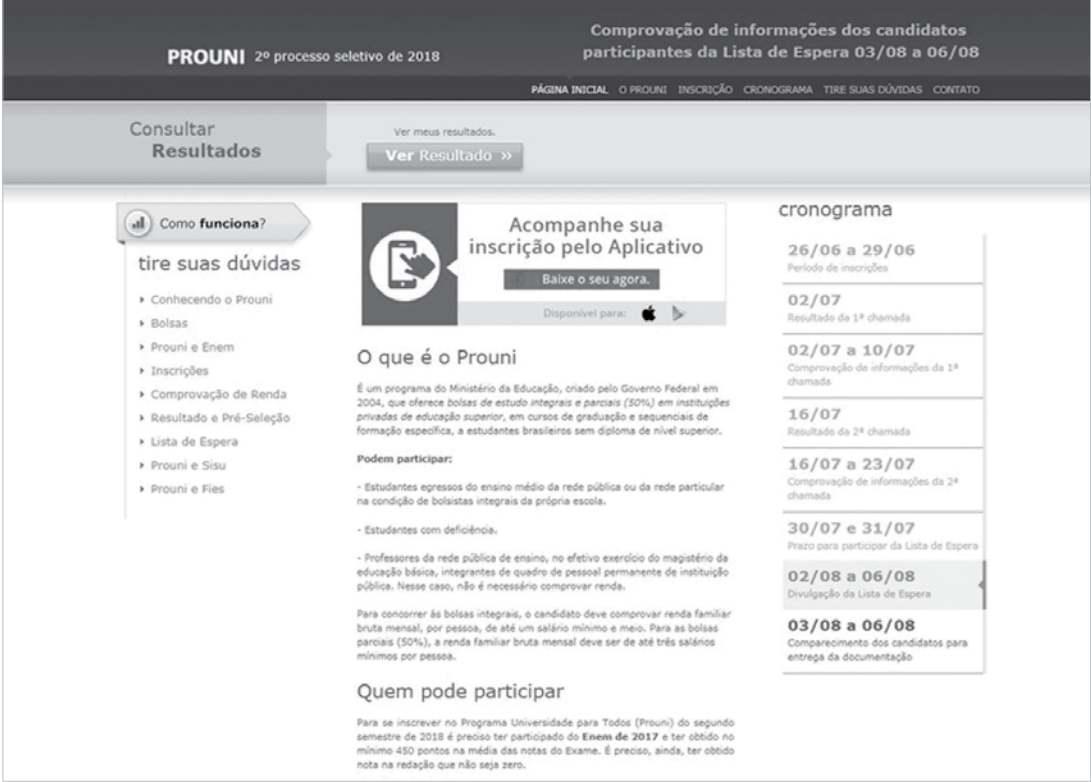 PROUNI 2º processo seletivo de 2018
Comprovação de informações dos candidatos
participantes da Lista de Espera 03/08 a 06/08
PÁGINA INICIAL O PROUNI INSCRIÇÃO CRONOGRAMA TIRE SUAS DÚVIDAS CONTATO
Consultar
Resultados
Ver meus resultados.
Ver Resultado »
Como funciona?
tire suas dúvidas
Conhecendo o Prouni
Bolsas
Prouni e Enem
Inscrições
Comprovação de Renda
Resultado e Pré-Seleção
Lista de Espera
Prouni e Sisu
Prouni e Fies
Acompanhe sua
inscrição pelo Aplicativo
Baixe o seu agora.
Disponível para:
O que é o Prouni
É um programa do Ministério da Educação, criado pelo Governo Federal em
2004, que oferece bolsas de estudo integrais e parciais (50%) em instituições
privadas de educação superior, em cursos de graduação e sequenciais de
formação específica, a estudantes brasileiros sem diploma de nível superior.
Podem participar:
- Estudantes egressos do ensino médio da rede pública ou da rede particular
na condição de bolsistas integrais da própria escola.
- Estudantes com deficiência.
- Professores da rede pública de ensino, no efetivo exercício do magistério da
educação básica, integrantes de quadro de pessoal permanente de instituição
pública. Nesse caso, não é necessário comprovar renda.
Para concorrer às bolsas integrais, o candidato deve comprovar renda familiar
bruta mensal, por pessoa, de até um salário mínimo e meio. Para as bolsas
parciais (50%), a renda familiar bruta mensal deve ser de até três salários
mínimos por pessoa.
Quem pode participar
Para se inscrever no Programa Universidade para Todos (Prouni) do segundo
semestre de 2018 é preciso ter participado do Enem de 2017 e ter obtido no
mínimo 450 pontos na média das notas do Exame. É preciso, ainda, ter obtido
nota na redação que não seja zero.
cronograma
26/06 a 29/06
Período de inscrições
02/07
Resultado da 1ª chamada
02/07 a 10/07
Comprovação de informações da 1ª
chamada
16/07
Resultado da 2ª chamada
16/07 a 23/07
Comprovação de informações da 2ª
chamada
30/07 e 31/07
Prazo para participar da Lista de Espera
02/08 a 06/08
Divulgação da Lista de Espera
03/08 a 06/08
Comparecimento dos candidatos para
entrega da documentação